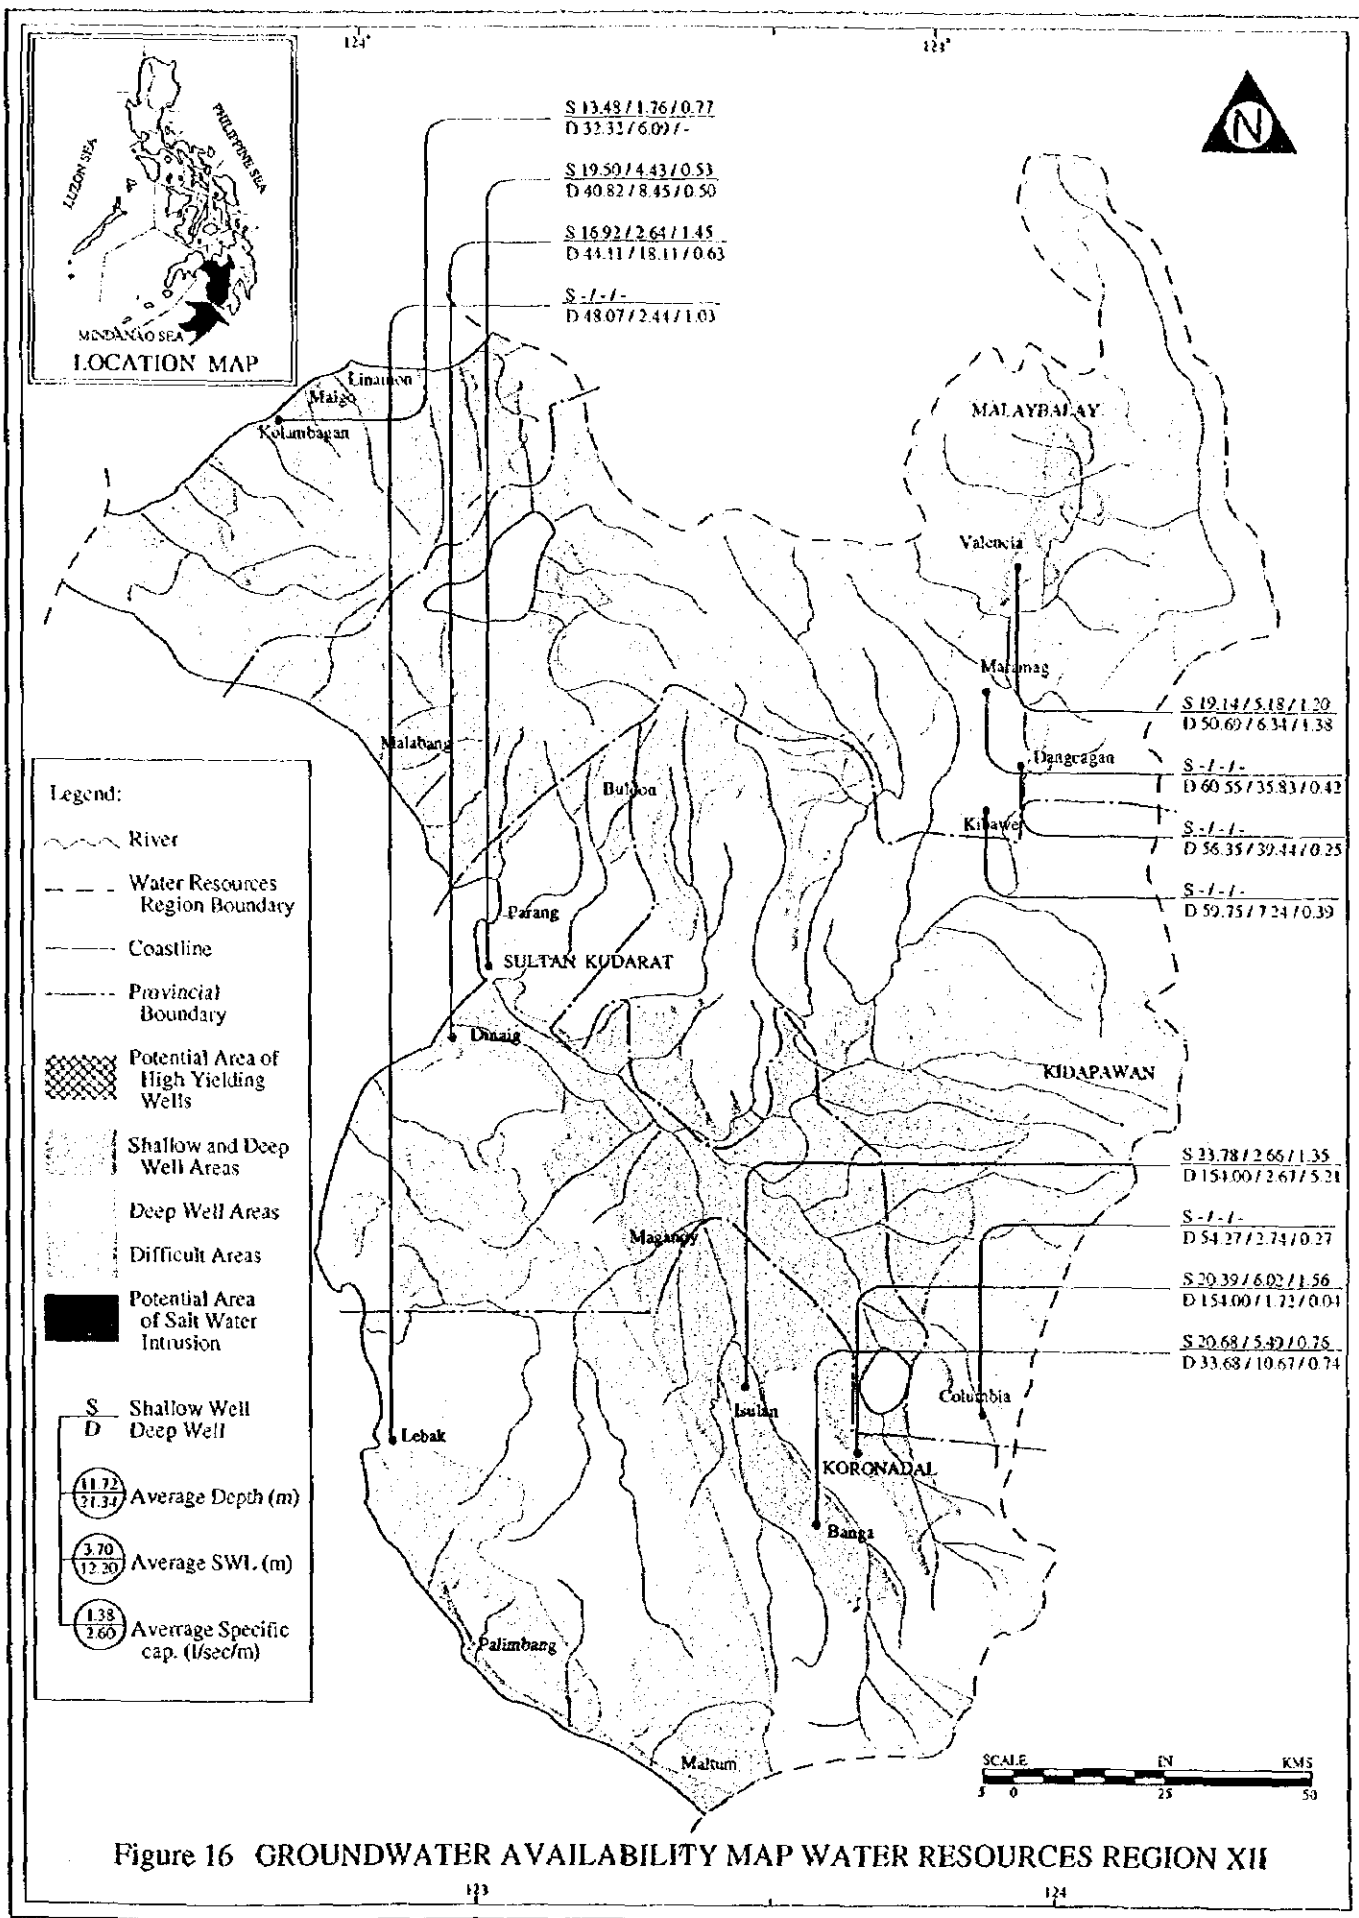 124°
123°
LUZON SEA
PHILIPPINE SEA
MINDANAO SEA
LOCATION MAP
N
S 13.48 / 1.76 / 0.77
D 32.32 / 6.09 / -
S 19.50 / 4.43 / 0.53
D 40.82 / 8.45 / 0.50
S 16.92 / 2.64 / 1.45
D 44.11 / 18.11 / 0.63
S - / - / -
D 48.07 / 2.44 / 1.03
Linamon
Maigo
Kolambagan
MALAYBALAY
Valencia
Maramag
S 19.14 / 5.18 / 1.20
D 50.69 / 6.34 / 1.38
Malabang
Dangcagan
S - / - / -
D 60.55 / 35.83 / 0.42
Buldon
Kibawe
S - / - / -
D 56.35 / 39.44 / 0.25
S - / - / -
D 59.75 / 7.24 / 0.39
Parang
SULTAN KUDARAT
Dinaig
KIDAPAWAN
S 23.78 / 2.66 / 1.35
D 154.00 / 2.67 / 5.21
S - / - / -
D 54.27 / 2.74 / 0.27
Maganoy
S 20.39 / 6.02 / 1.56
D 154.00 / 1.72 / 0.04
S 20.68 / 5.49 / 0.76
D 33.68 / 10.67 / 0.74
Columbia
Isulan
Lebak
KORONADAL
Banga
Palimbang
Maitum
Legend:
River
Water Resources
Region Boundary
Coastline
Provincial
Boundary
Potential Area of
High Yielding
Wells
Shallow and Deep
Well Areas
Deep Well Areas
Difficult Areas
Potential Area
of Salt Water
Intrusion
S Shallow Well
D Deep Well
11.72
21.34
Average Depth (m)
3.70
12.20
Average SWL (m)
1.38
2.60
Averrage Specific
cap. (l/sec/m)
SCALE IN KMS
5 0 25 50
Figure 16 GROUNDWATER AVAILABILITY MAP WATER RESOURCES REGION XII
123
124